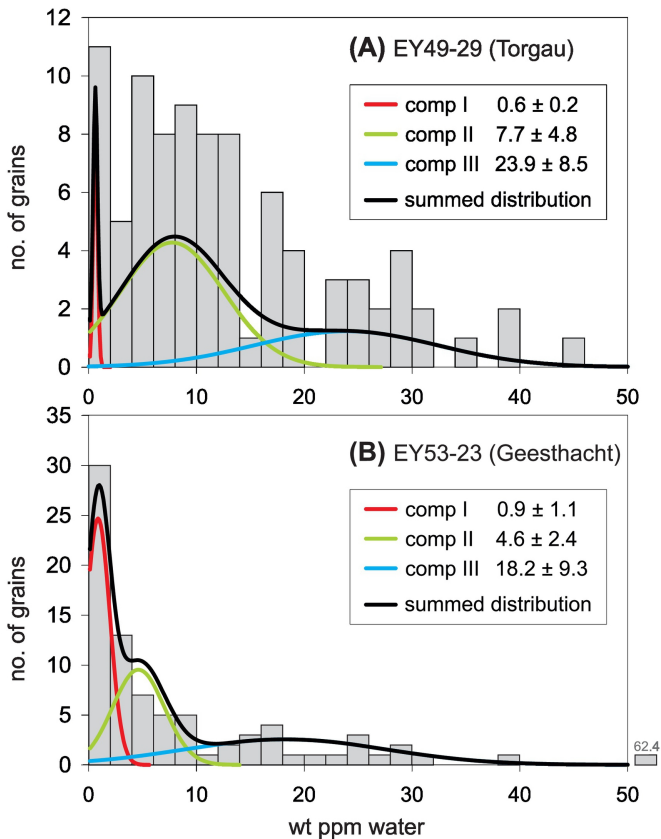 12
10
8
6
4
2
0
no. of grains
(A) EY49-29 (Torgau)
comp I 0.6 ± 0.2
comp II 7.7 ± 4.8
comp III 23.9 ± 8.5
summed distribution
0 10 20 30 40 50
35
30
25
20
15
10
5
0
no. of grains
(B) EY53-23 (Geesthacht)
comp I 0.9 ± 1.1
comp II 4.6 ± 2.4
comp III 18.2 ± 9.3
summed distribution
62.4
0 10 20 30 40 50
wt ppm water